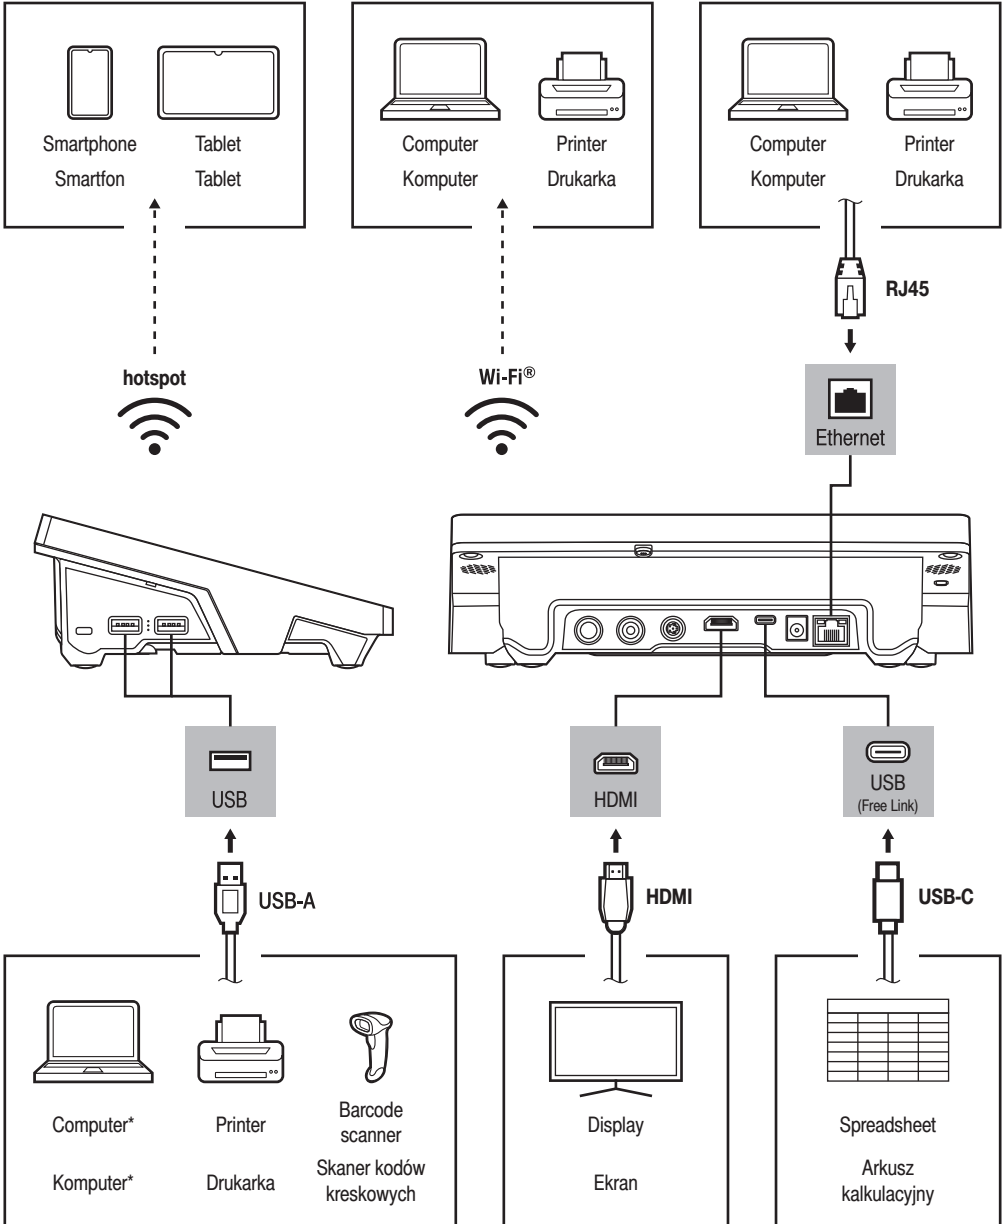 Smartphone Tablet
Smartfon Tablet
Computer Printer
Komputer Drukarka
Computer Printer
Komputer Drukarka
RJ45
hotspot
Wi-Fi®
Ethernet
USB
HDMI
USB
(Free Link)
USB-A
HDMI
USB-C
Computer* Printer
Barcode
scanner
Komputer* Drukarka
Skaner kodów
kreskowych
Display
Ekran
Spreadsheet
Arkusz
kalkulacyjny